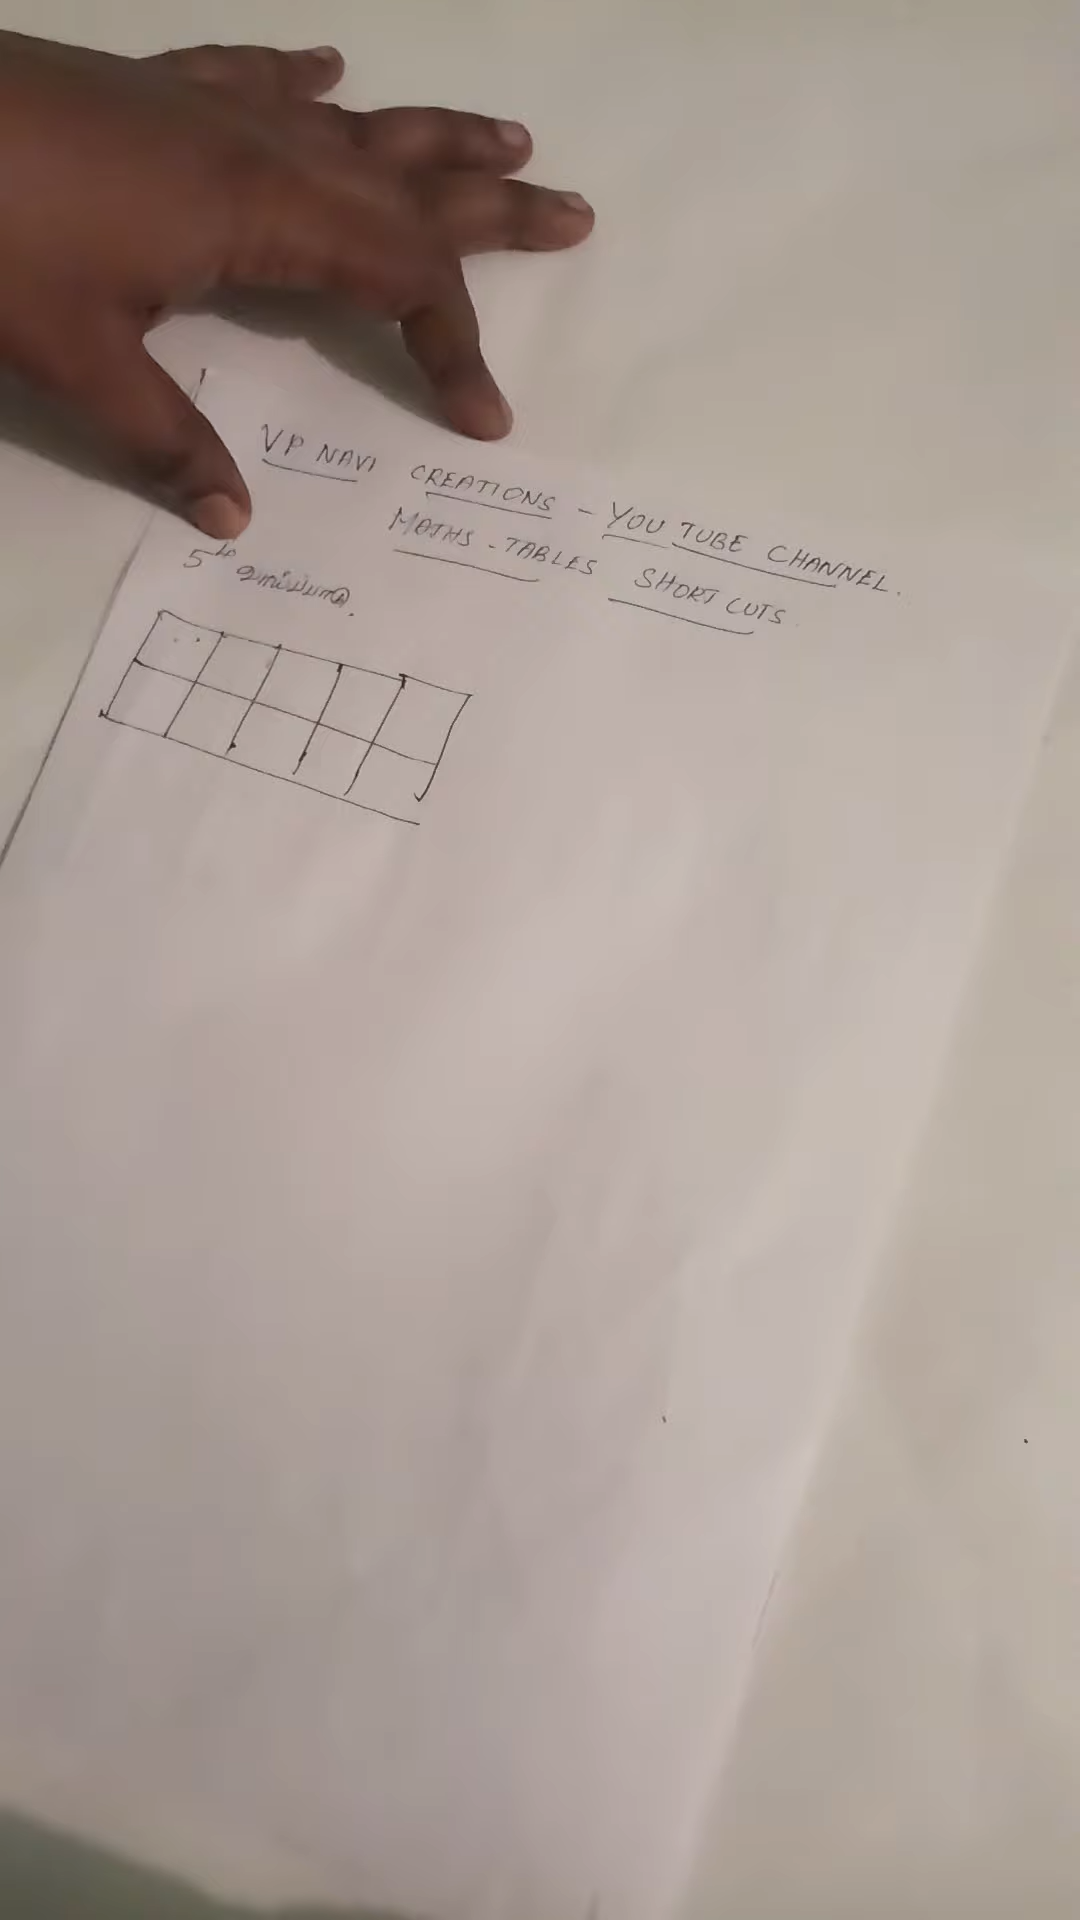 VP NAVI CREATIONS - YOU TUBE CHANNEL.
MATHS - TABLES SHORT CUTS
5ம் வாய்ப்பாடு.